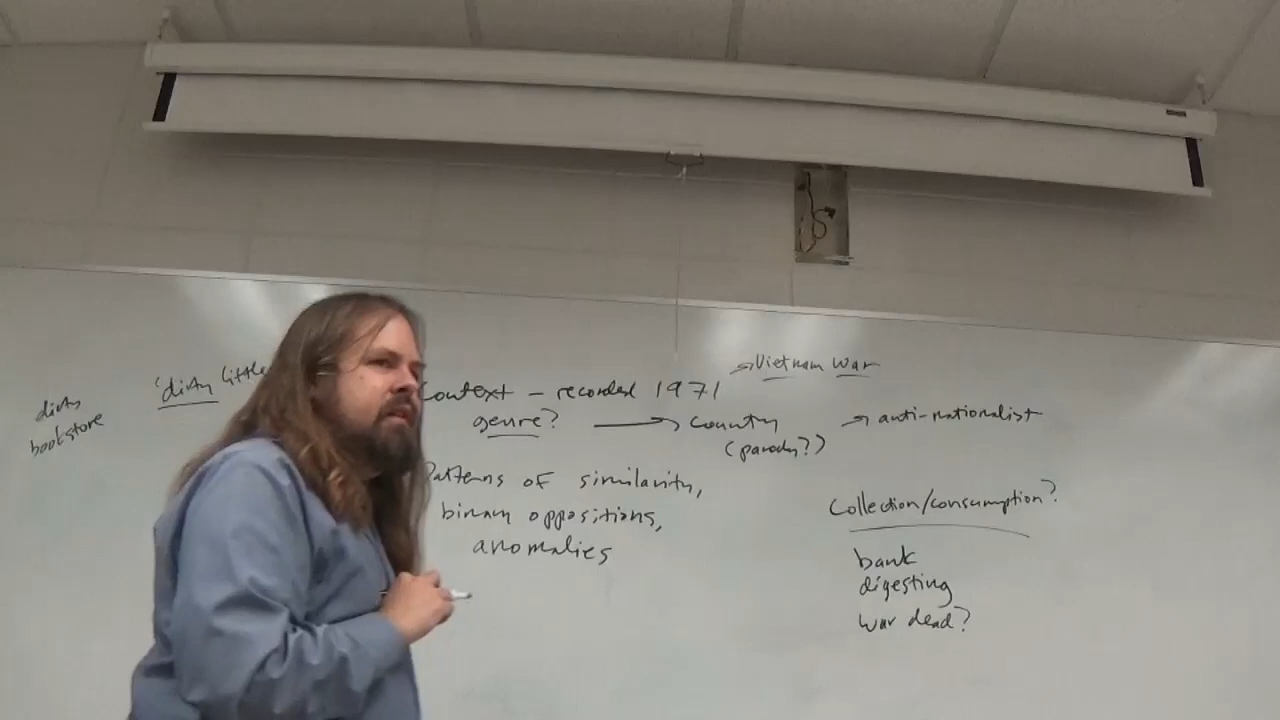 dirty
bookstore
'dirty little
Context – recorded 1971
→ Vietnam War
genre? → Country → anti-nationalist
(parody??)
Patterns of similarity,
binary oppositions,
anomalies
Collection/consumption?
bank
digesting
war dead?